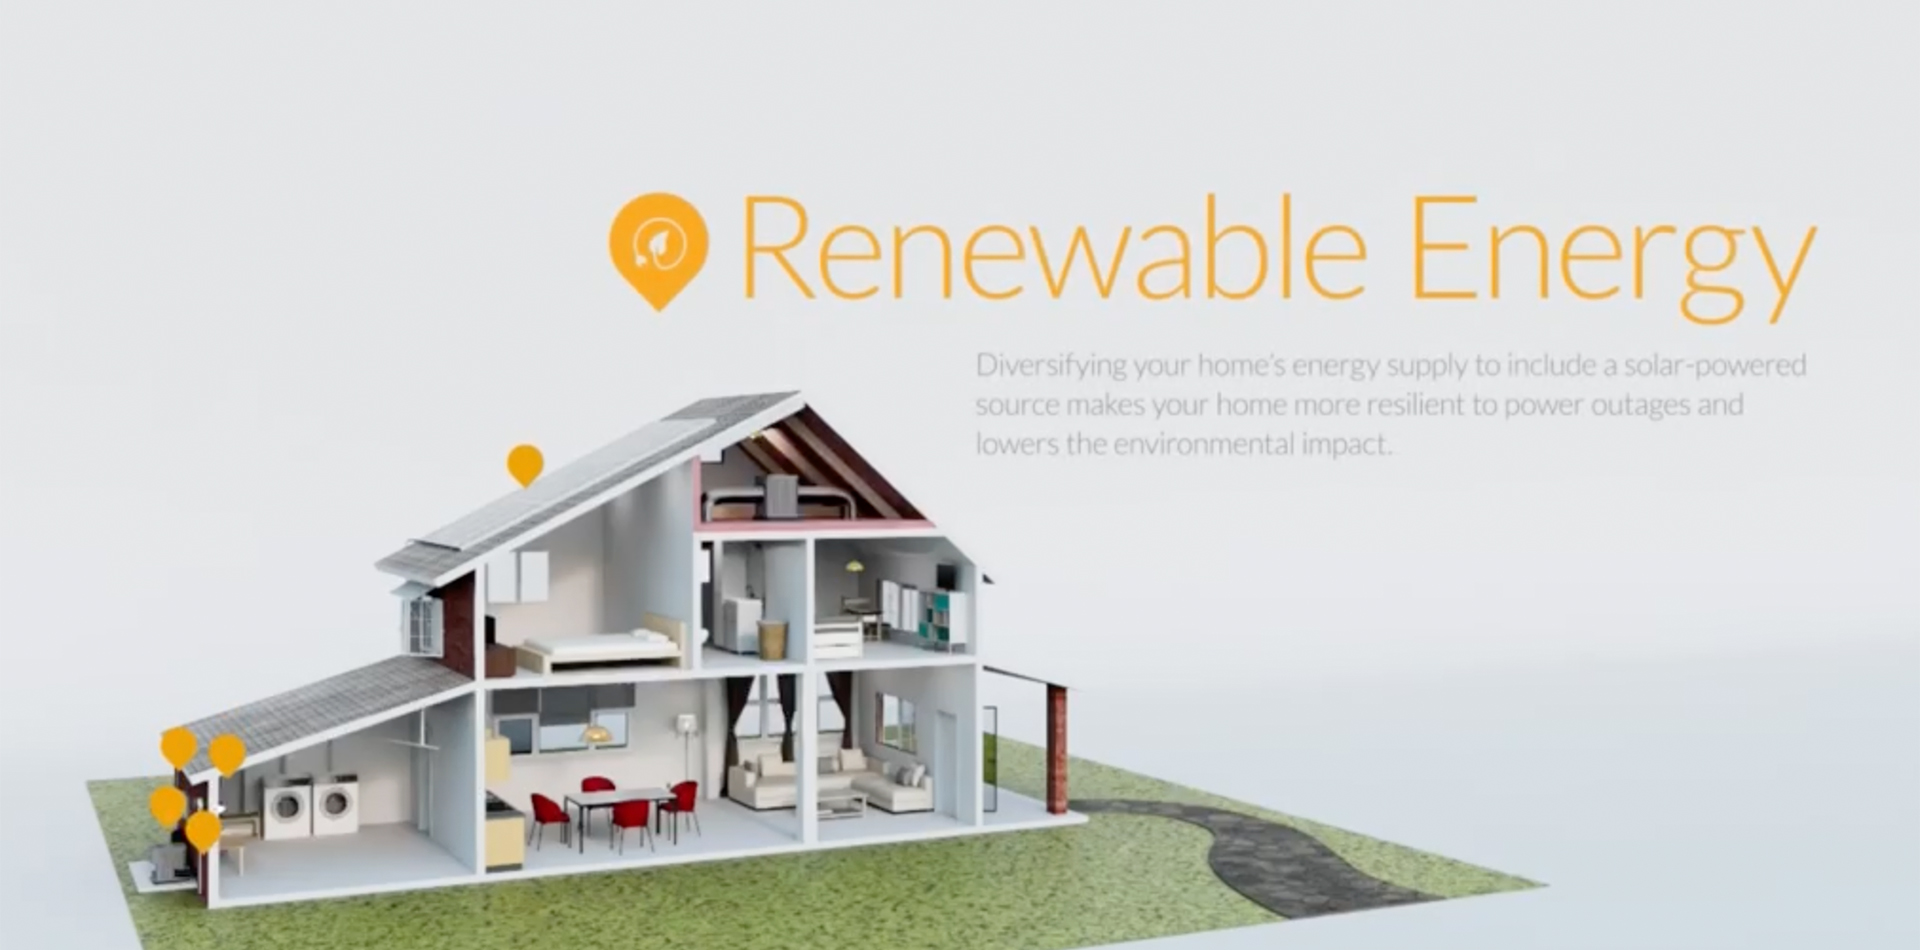 Renewable Energy
Diversifying your home's energy supply to include a solar-powered
source makes your home more resilient to power outages and
lowers the environmental impact.